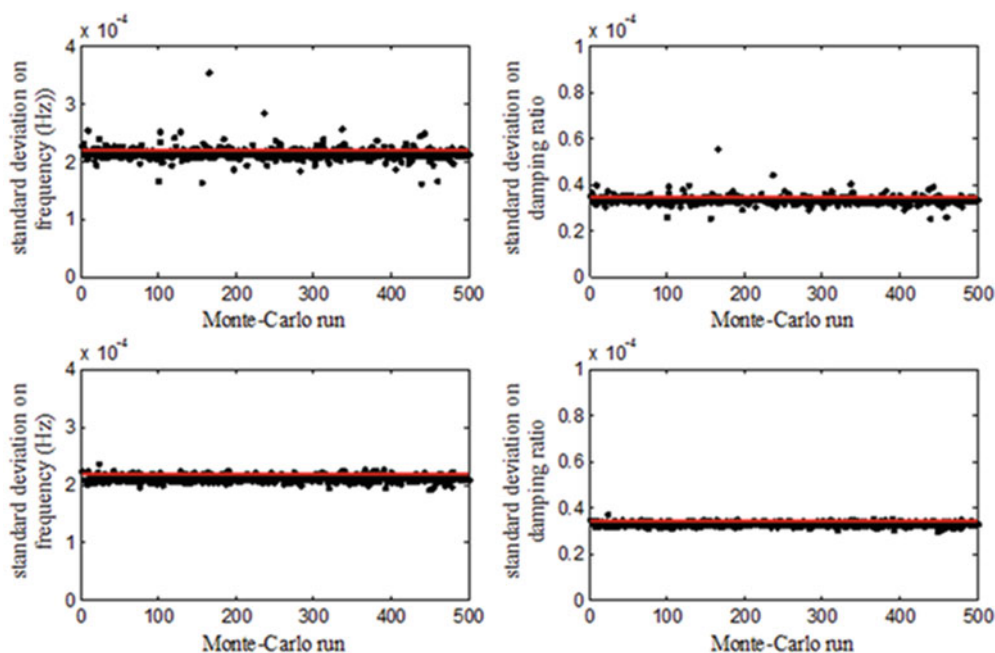 x 10-4
4
3
2
1
0
0 100 200 300 400 500
standard deviation on
frequency (Hz))
Monte-Carlo run
x 10-4
1
0.8
0.6
0.4
0.2
0
0 100 200 300 400 500
standard deviation on
damping ratio
Monte-Carlo run
x 10-4
4
3
2
1
0
0 100 200 300 400 500
standard deviation on
frequency (Hz)
Monte-Carlo run
x 10-4
1
0.8
0.6
0.4
0.2
0
0 100 200 300 400 500
standard deviation on
damping ratio
Monte-Carlo run